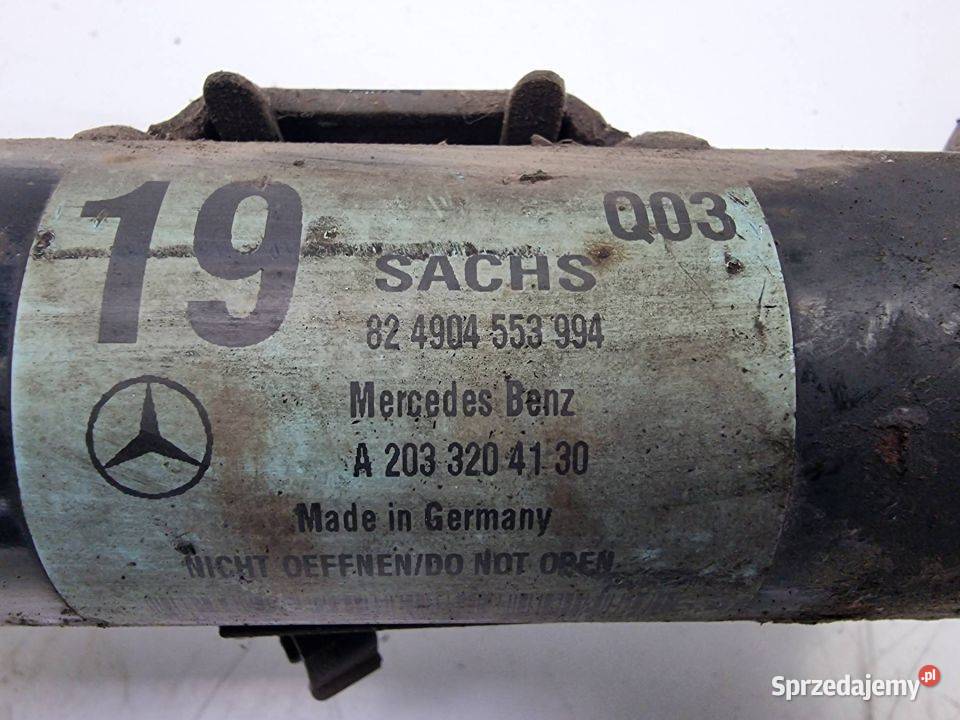 19
Q03
SACHS
82 4904 553 994
Mercedes Benz
A 203 320 41 30
Made in Germany
NICHT OEFFNEN/DO NOT OPEN
Sprzedajemy.pl